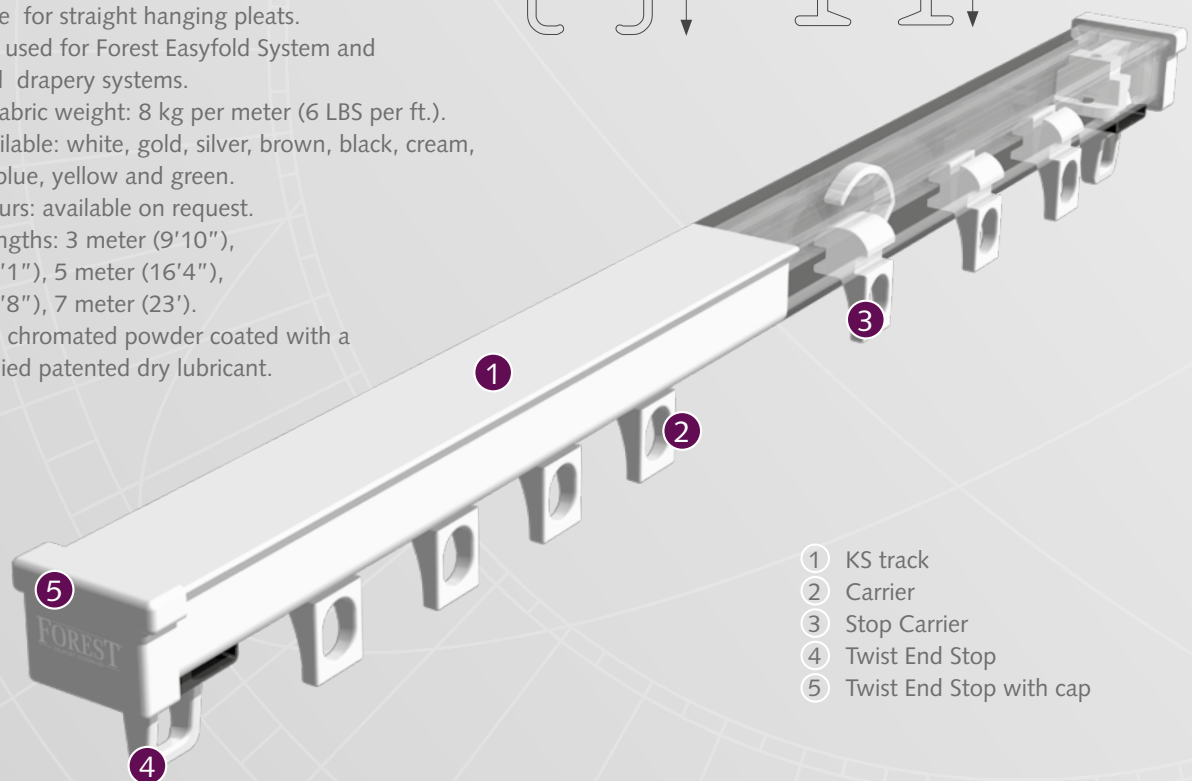 e for straight hanging pleats.
used for Forest Easyfold System and
drapery systems.
abric weight: 8 kg per meter (6 LBS per ft.).
ilable: white, gold, silver, brown, black, cream,
blue, yellow and green.
urs: available on request.
ngths: 3 meter (9’10”),
’1”), 5 meter (16’4”),
’8”), 7 meter (23’).
chromated powder coated with a
ied patented dry lubricant.
1
2
3
4
5
FOREST
1 KS track
2 Carrier
3 Stop Carrier
4 Twist End Stop
5 Twist End Stop with cap